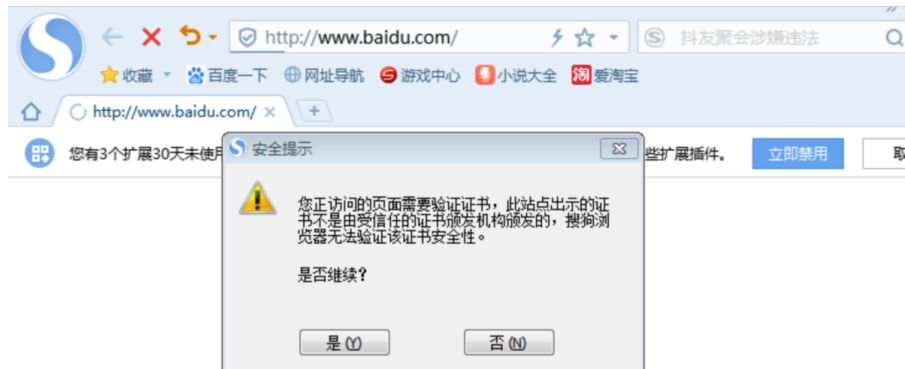 http://www.baidu.com/
抖友聚会涉嫌违法
收藏 百度一下 网址导航 G 游戏中心 小说大全 淘 爱淘宝
http://www.baidu.com/
您有3个扩展30天未使用
些扩展插件。 立即禁用 取
安全提示
您正访问的页面需要验证证书，此站点出示的证
书不是由受信任的证书颁发机构颁发的，搜狗浏
览器无法验证该证书安全性。
是否继续？
是(Y) 否(N)